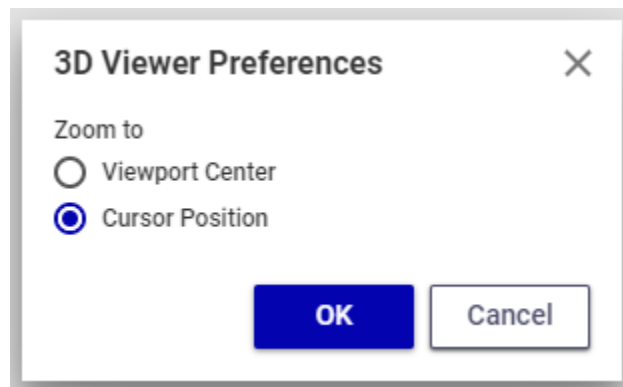 3D Viewer Preferences
Zoom to
Viewport Center
Cursor Position
OK Cancel